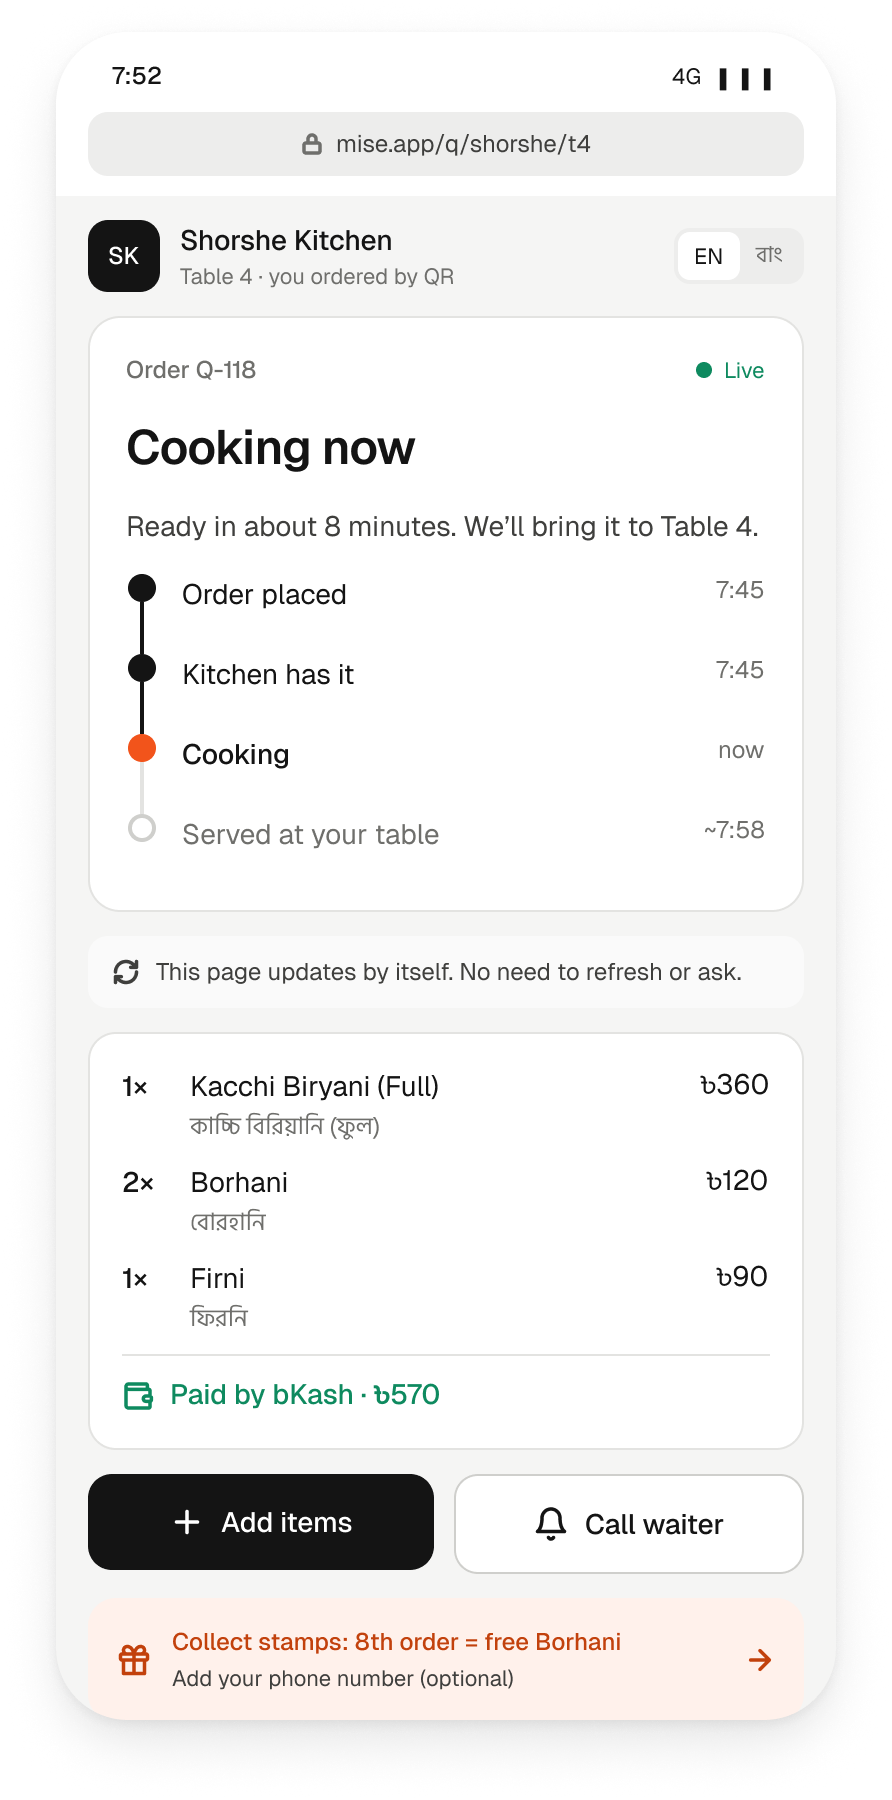 7:52
4G
mise.app/q/shorshe/t4
SK
Shorshe Kitchen
Table 4 · you ordered by QR
EN
বাং
Order Q-118
Live
Cooking now
Ready in about 8 minutes. We’ll bring it to Table 4.
Order placed
7:45
Kitchen has it
7:45
Cooking
now
Served at your table
~7:58
This page updates by itself. No need to refresh or ask.
1× Kacchi Biryani (Full) ৳360
কাচ্চি বিরিয়ানি (ফুল)
2× Borhani ৳120
বোরহানি
1× Firni ৳90
ফিরনি
Paid by bKash · ৳570
Add items
Call waiter
Collect stamps: 8th order = free Borhani
Add your phone number (optional)